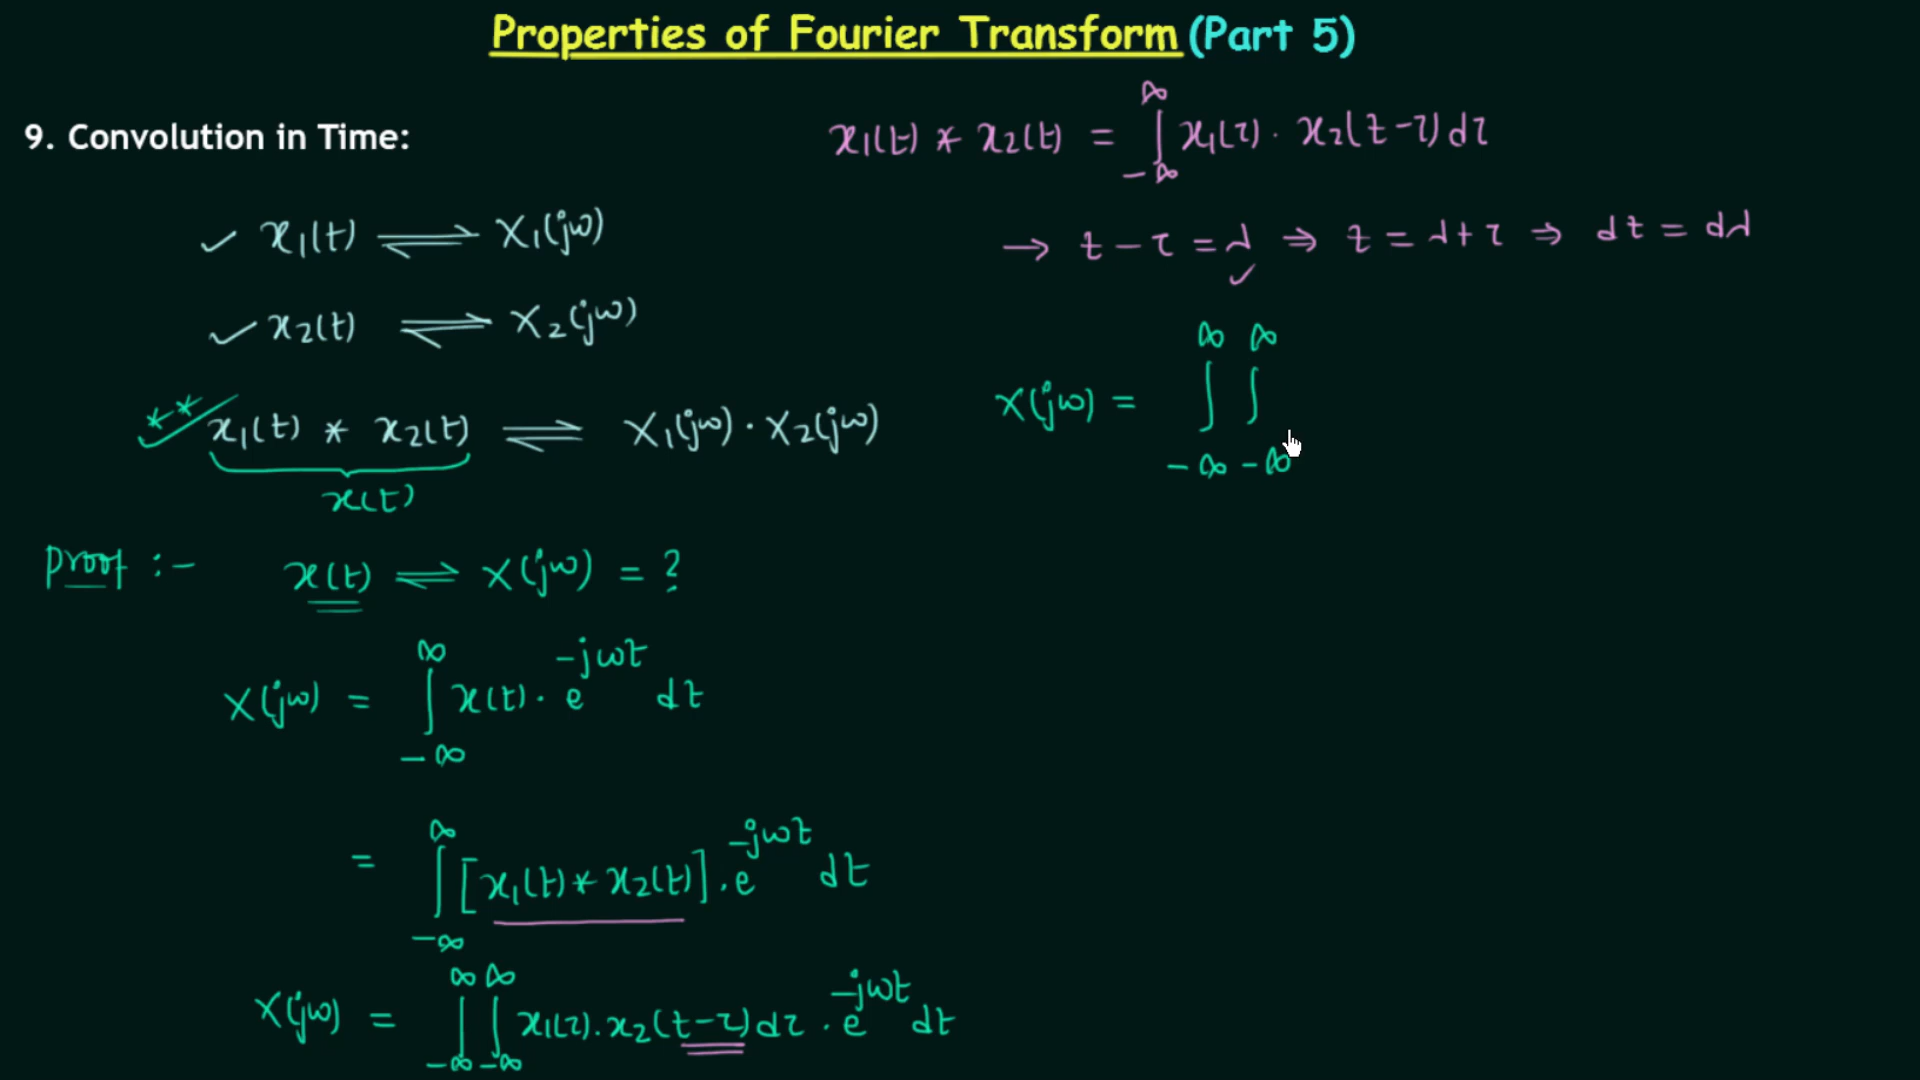 Properties of Fourier Transform (Part 5)
9. Convolution in Time:
x₁(t) * x₂(t) = ∫_{-∞}^{∞} x₁(τ) · x₂(t-τ) dτ
✓ x₁(t) ⇌ X₁(jω)
→ t - τ = λ ⇒ t = λ + τ ⇒ dt = dλ
✓ x₂(t) ⇌ X₂(jω)
** x₁(t) * x₂(t) ⇌ X₁(jω) · X₂(jω)
x(t)
X(jω) = ∫_{-∞}^{∞} ∫_{-∞}^{∞}
Proof :- x(t) ⇌ X(jω) = ?
X(jω) = ∫_{-∞}^{∞} x(t) · e^{-jωt} dt
= ∫_{-∞}^{∞} [x₁(t) * x₂(t)] · e^{-jωt} dt
X(jω) = ∫_{-∞}^{∞} ∫_{-∞}^{∞} x₁(τ) . x₂(t-τ) dτ . e^{-jωt} dt